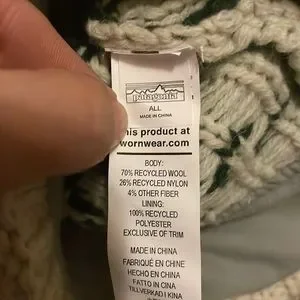 patagonia
ALL
MADE IN CHINA
his product at
wornwear.com
BODY:
70% RECYCLED WOOL
26% RECYCLED NYLON
4% OTHER FIBER
LINING:
100% RECYCLED
POLYESTER
EXCLUSIVE OF TRIM
MADE IN CHINA
FABRIQUÉ EN CHINE
HECHO EN CHINA
FATTO IN CINA
TILLVERKAD I KINA